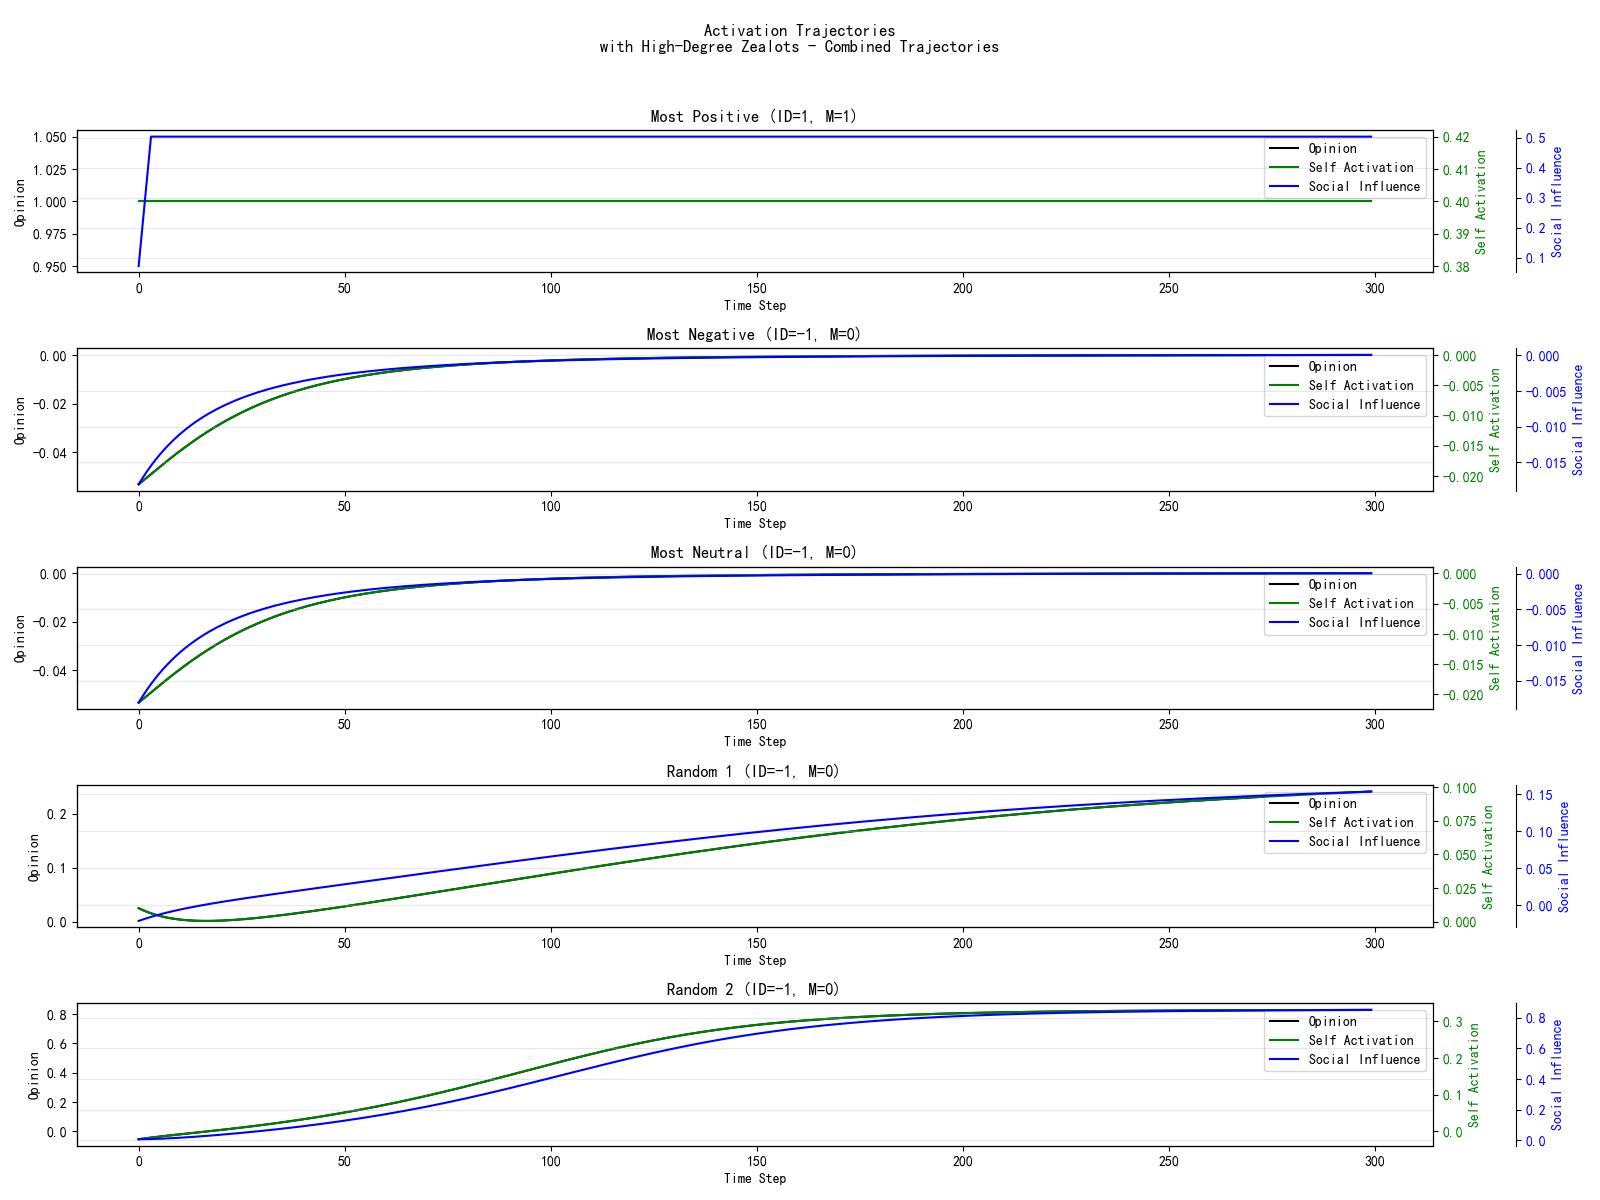 Activation Trajectories
with High-Degree Zealots - Combined Trajectories
Most Positive (ID=1, M=1)
1.050
1.025
1.000
0.975
0.950
Opinion
0.42
0.41
0.40
0.39
0.38
Self Activation
0.5
0.4
0.3
0.2
0.1
Social Influence
Opinion
Self Activation
Social Influence
0 50 100 150 200 250 300
Time Step
Most Negative (ID=-1, M=0)
0.00
-0.02
-0.04
Opinion
0.000
-0.005
-0.010
-0.015
-0.020
Self Activation
0.000
-0.005
-0.010
-0.015
Social Influence
Opinion
Self Activation
Social Influence
0 50 100 150 200 250 300
Time Step
Most Neutral (ID=-1, M=0)
0.00
-0.02
-0.04
Opinion
0.000
-0.005
-0.010
-0.015
-0.020
Self Activation
0.000
-0.005
-0.010
-0.015
Social Influence
Opinion
Self Activation
Social Influence
0 50 100 150 200 250 300
Time Step
Random 1 (ID=-1, M=0)
0.2
0.1
0.0
Opinion
0.100
0.075
0.050
0.025
0.000
Self Activation
0.15
0.10
0.05
0.00
Social Influence
Opinion
Self Activation
Social Influence
0 50 100 150 200 250 300
Time Step
Random 2 (ID=-1, M=0)
0.8
0.6
0.4
0.2
0.0
Opinion
0.3
0.2
0.1
0.0
Self Activation
0.8
0.6
0.4
0.2
0.0
Social Influence
Opinion
Self Activation
Social Influence
0 50 100 150 200 250 300
Time Step